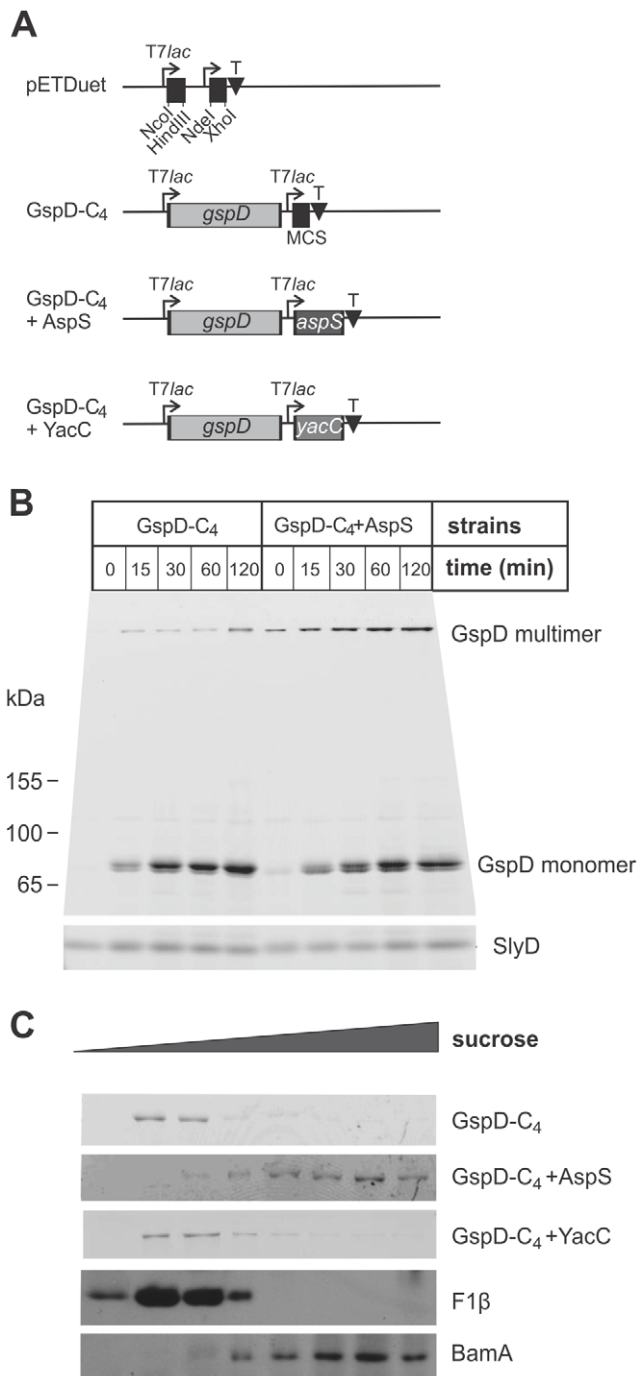 A
T7lac
T
pETDuet
NcoI
HindIII
NdeI
XhoI
T7lac
T7lac
T
GspD-C4
gspD
MCS
T7lac
T7lac
T
GspD-C4
+ AspS
gspD
aspS
T7lac
T7lac
T
GspD-C4
+ YacC
gspD
yacC
B
GspD-C4
GspD-C4+AspS
strains
0 15 30 60 120 0 15 30 60 120 time (min)
GspD multimer
kDa
155
100
GspD monomer
65
SlyD
C
sucrose
GspD-C4
GspD-C4+AspS
GspD-C4+YacC
F1β
BamA